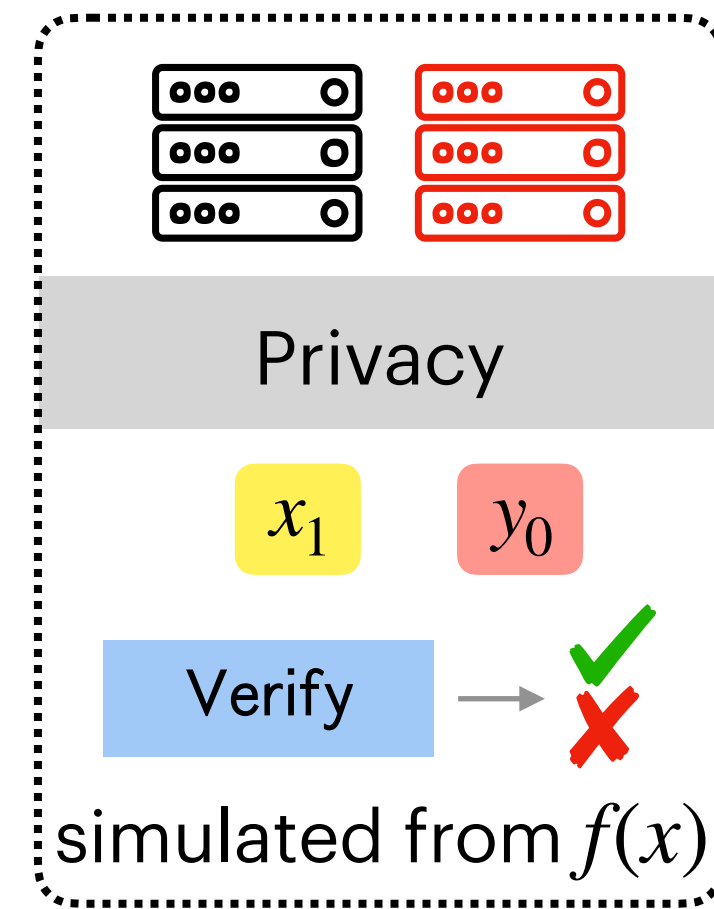 Privacy
x₁ y₀
Verify
simulated from f(x)